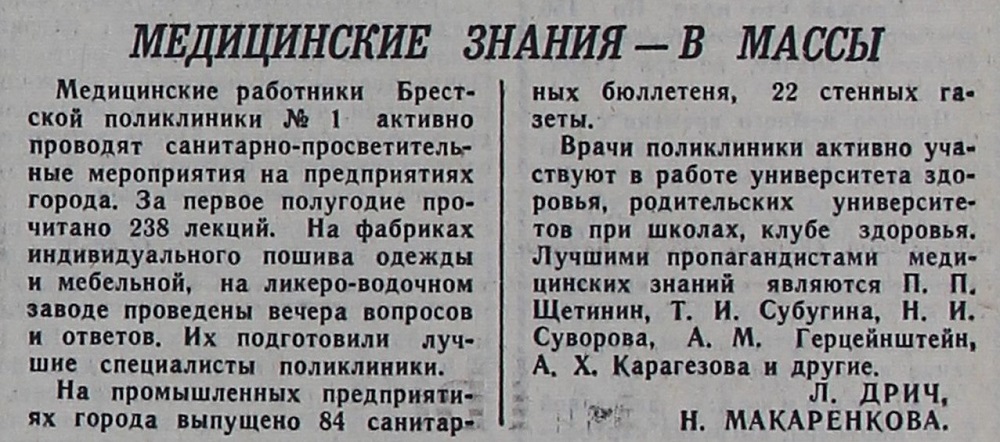 МЕДИЦИНСКИЕ ЗНАНИЯ — В МАССЫ
Медицинские работники Брест-
ской поликлиники № 1 активно
проводят санитарно-просветитель-
ные мероприятия на предприятиях
города. За первое полугодие про-
читано 238 лекций. На фабриках
индивидуального пошива одежды
и мебельной, на ликеро-водочном
заводе проведены вечера вопросов
и ответов. Их подготовили луч-
шие специалисты поликлиники.
На промышленных предприяти-
ях города выпущено 84 санитар-
ных бюллетеня, 22 стенных га-
зеты.
Врачи поликлиники активно уча-
ствуют в работе университета здо-
ровья, родительских университе-
тов при школах, клубе здоровья.
Лучшими пропагандистами меди-
цинских знаний являются П. П.
Щетинин, Т. И. Субугина, Н. И.
Суворова, А. М. Герцейнштейн,
А. Х. Карагезова и другие.
Л. ДРИЧ,
Н. МАКАРЕНКОВА.